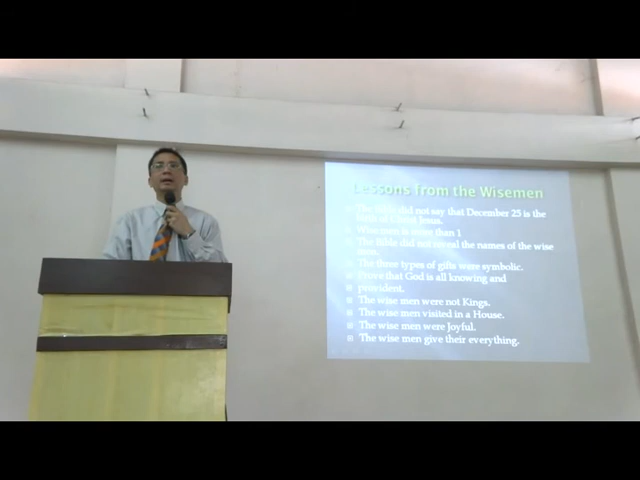 Lessons from the Wisemen
The Bible did not say that December 25 is the
Birth of Christ Jesus.
Wise men is more than 1
The Bible did not reveal the names of the wise
men.
The three types of gifts were symbolic.
Prove that God is all knowing and
provident.
The wise men were not Kings.
The wise men visited in a House.
The wise men were Joyful.
The wise men give their everything.